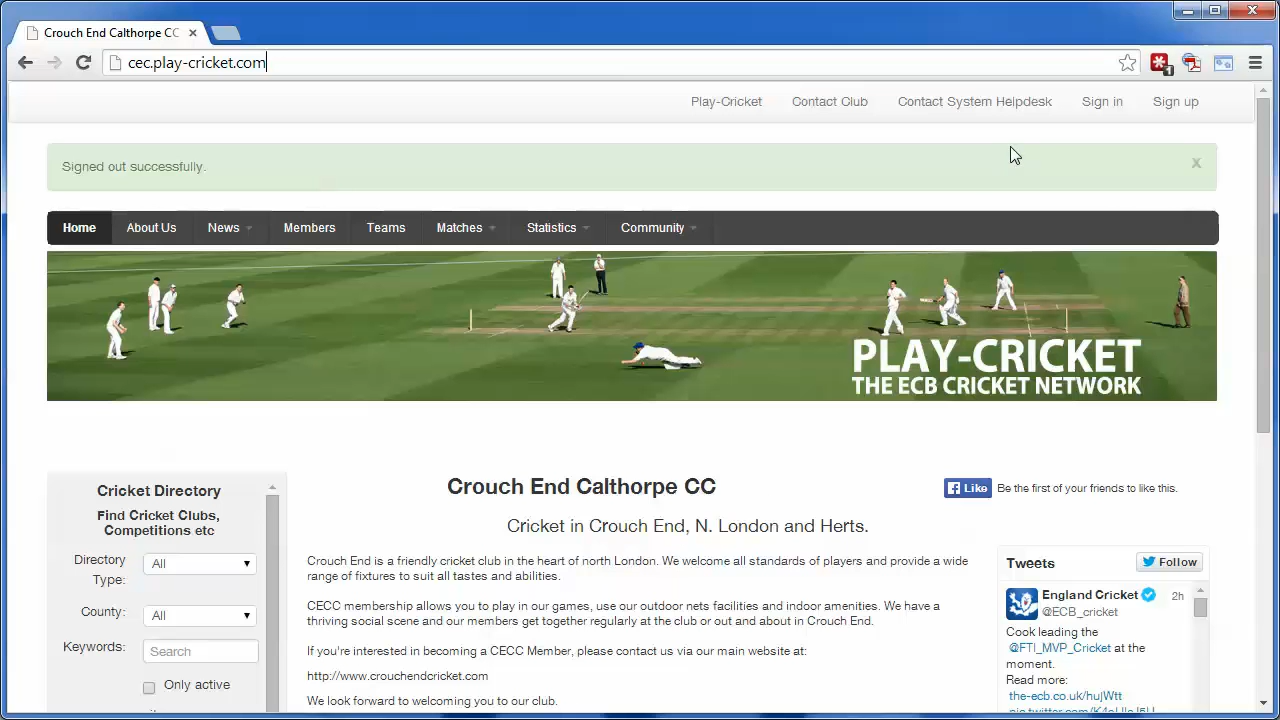 Crouch End Calthorpe CC
cec.play-cricket.com
Play-Cricket Contact Club Contact System Helpdesk Sign in Sign up
Signed out successfully. x
Home About Us News Members Teams Matches Statistics Community
PLAY-CRICKET
THE ECB CRICKET NETWORK
Cricket Directory
Find Cricket Clubs,
Competitions etc
Directory
Type:
All
County:
All
Keywords:
Search
Only active
Crouch End Calthorpe CC
Cricket in Crouch End, N. London and Herts.
Crouch End is a friendly cricket club in the heart of north London. We welcome all standards of players and provide a wide
range of fixtures to suit all tastes and abilities.
CECC membership allows you to play in our games, use our outdoor nets facilities and indoor amenities. We have a
thriving social scene and our members get together regularly at the club or out and about in Crouch End.
If you're interested in becoming a CECC Member, please contact us via our main website at:
http://www.crouchendcricket.com
We look forward to welcoming you to our club.
Like Be the first of your friends to like this.
Tweets Follow
England Cricket 2h
@ECB_cricket
Cook leading the
@FTI_MVP_Cricket at the
moment.
Read more:
the-ecb.co.uk/hujWtt